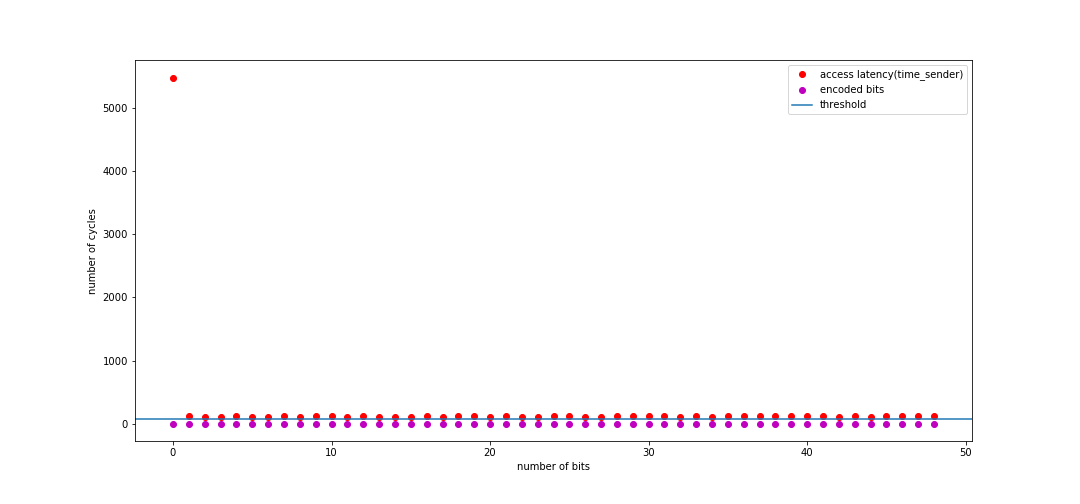 access latency(time_sender)
encoded bits
threshold
5000
4000
3000
2000
1000
0
number of cycles
0 10 20 30 40 50
number of bits